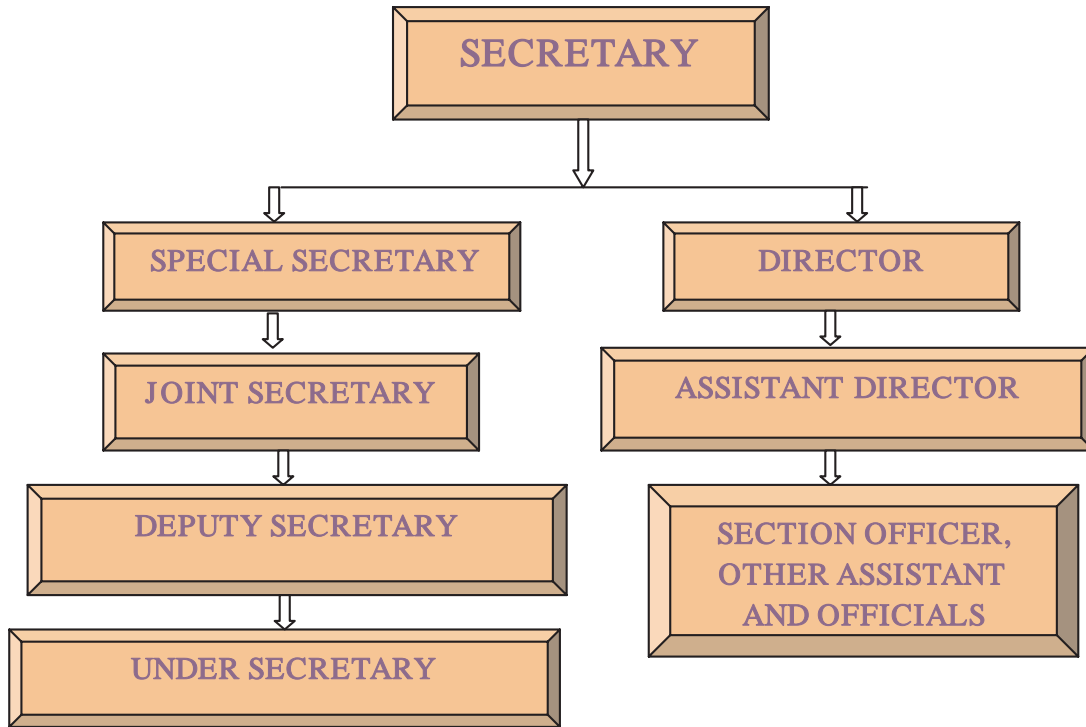 SECRETARY
SPECIAL SECRETARY
DIRECTOR
JOINT SECRETARY
ASSISTANT DIRECTOR
DEPUTY SECRETARY
SECTION OFFICER,
OTHER ASSISTANT
AND OFFICIALS
UNDER SECRETARY